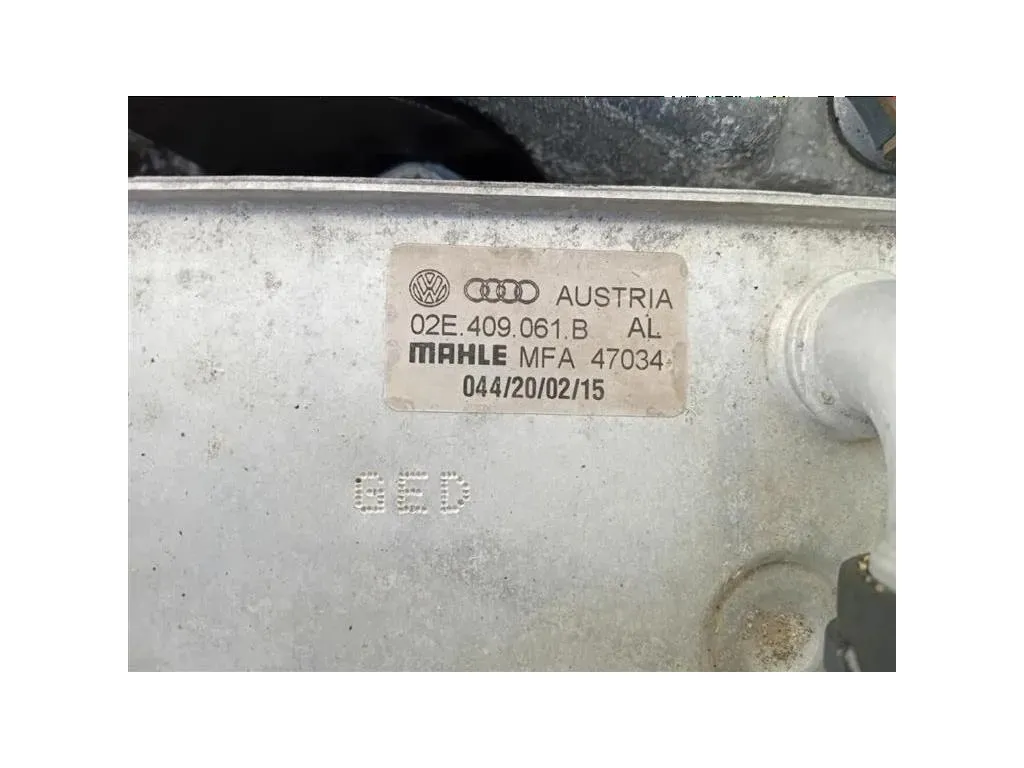 AUSTRIA
02E.409.061.B AL
MAHLE MFA 47034
044/20/02/15
GED